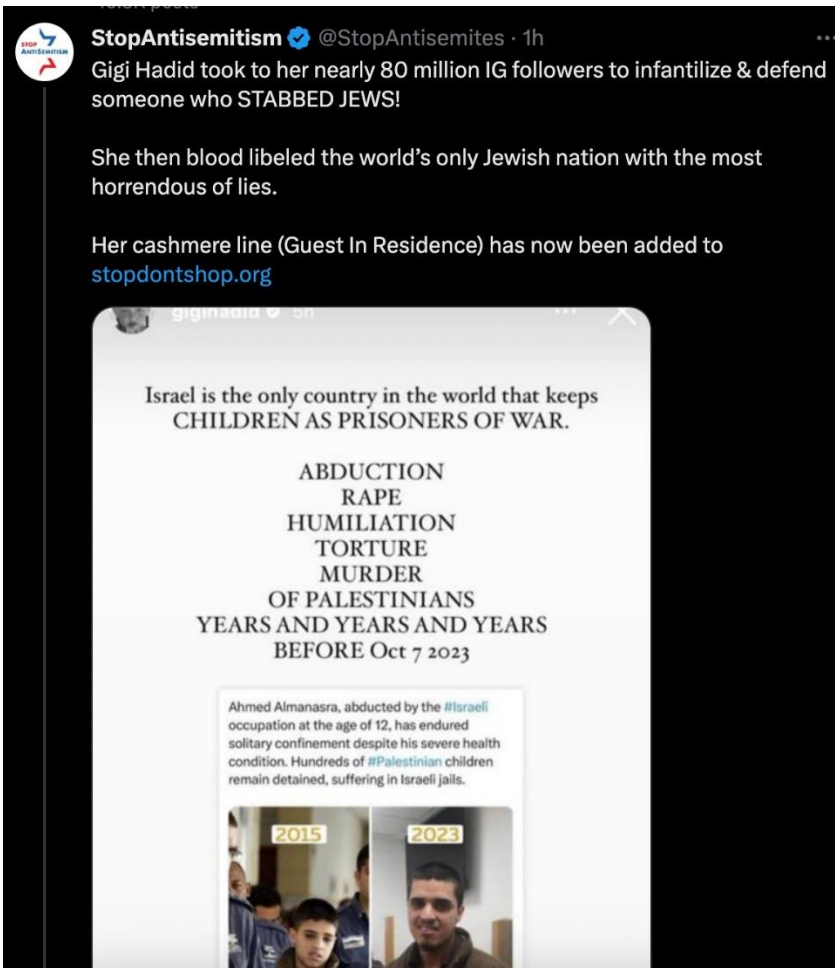 StopAntisemitism @StopAntisemites · 1h
STOP
ANTISEMITISM
Gigi Hadid took to her nearly 80 million IG followers to infantilize & defend
someone who STABBED JEWS!
She then blood libeled the world’s only Jewish nation with the most
horrendous of lies.
Her cashmere line (Guest In Residence) has now been added to
stopdontshop.org
gigihadid 5h
Israel is the only country in the world that keeps
CHILDREN AS PRISONERS OF WAR.
ABDUCTION
RAPE
HUMILIATION
TORTURE
MURDER
OF PALESTINIANS
YEARS AND YEARS AND YEARS
BEFORE Oct 7 2023
Ahmed Almanasra, abducted by the #Israeli
occupation at the age of 12, has endured
solitary confinement despite his severe health
condition. Hundreds of #Palestinian children
remain detained, suffering in Israeli jails.
2015
2023